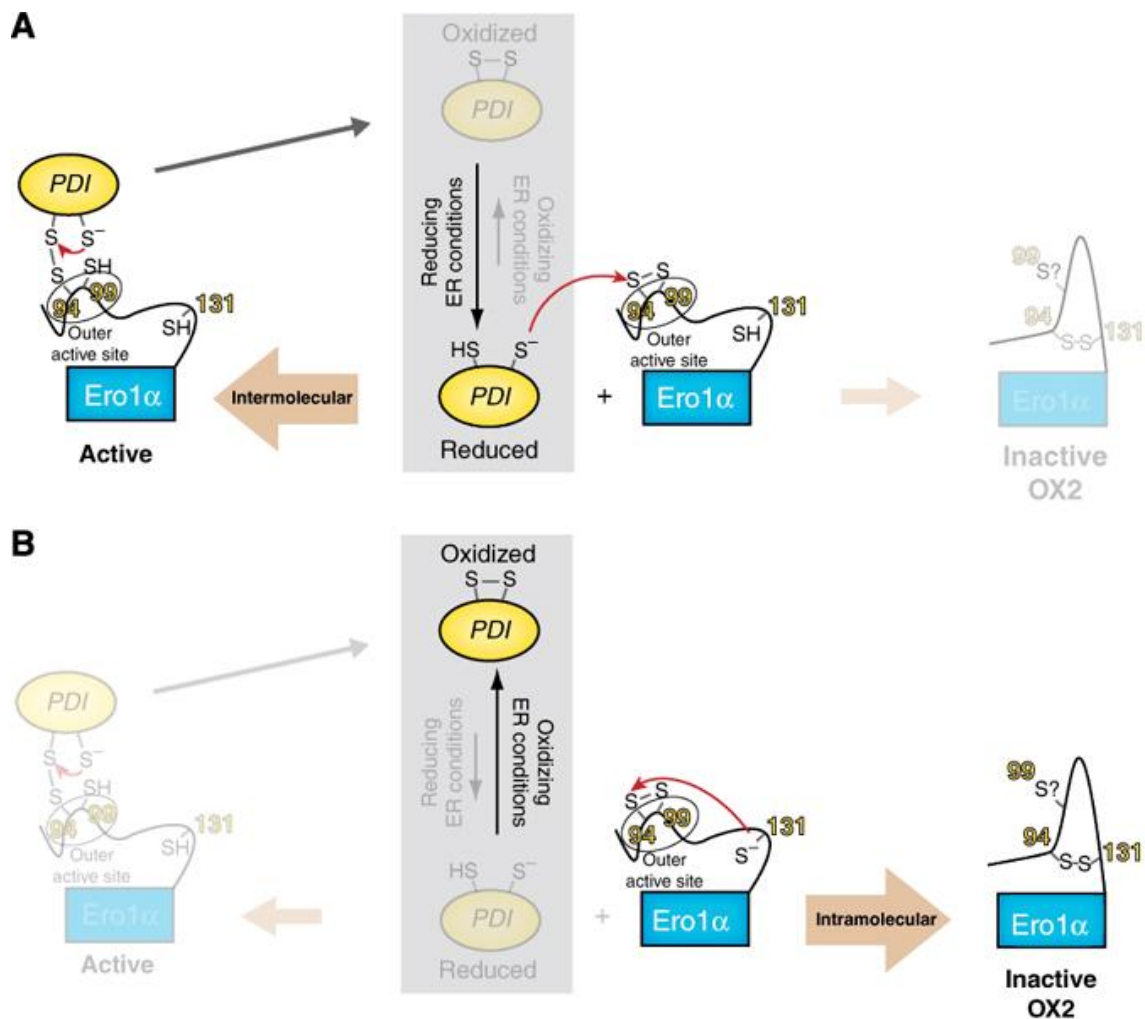 A
Oxidized
S–S
PDI
PDI
S S⁻
S SH
94 99
131
SH
Outer
active site
Ero1α
Active
Intermolecular
Reducing
ER conditions
Oxidizing
ER conditions
HS S⁻
PDI
Reduced
+
S–S
94 99
131
SH
Outer
active site
Ero1α
99
S?
94
S–S
131
Ero1α
Inactive
OX2
B
Oxidized
S–S
PDI
PDI
S S⁻
S SH
94 99
131
SH
Outer
active site
Ero1α
Active
Reducing
ER conditions
Oxidizing
ER conditions
HS S⁻
PDI
Reduced
+
S–S
94 99
131
S⁻
Outer
active site
Ero1α
Intramolecular
99
S?
94
S–S
131
Ero1α
Inactive
OX2